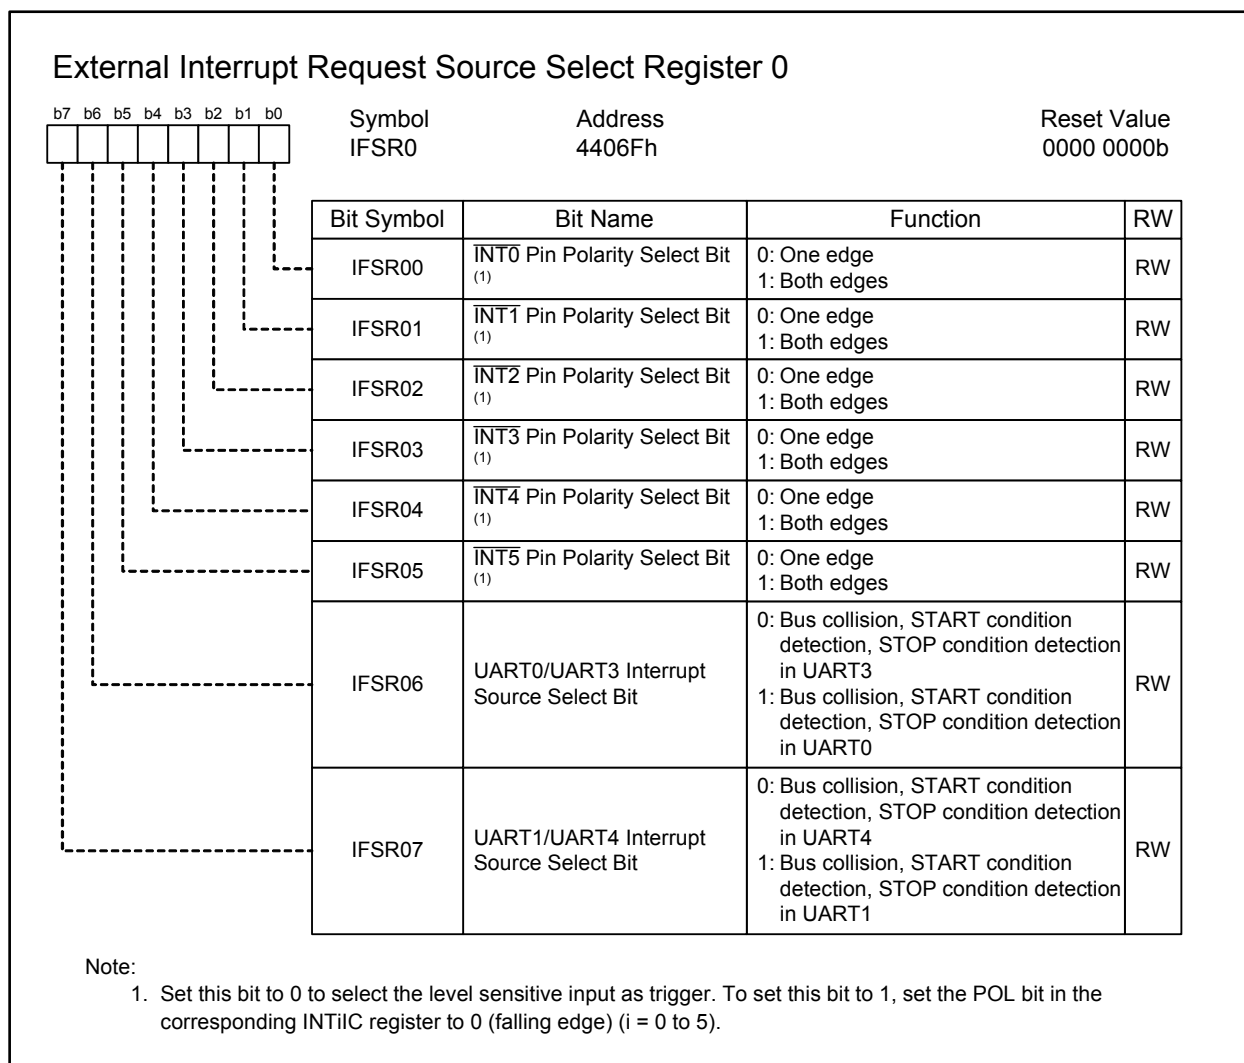 External Interrupt Request Source Select Register 0
b7 b6 b5 b4 b3 b2 b1 b0
Symbol Address Reset Value
IFSR0 4406Fh 0000 0000b
Bit Symbol Bit Name Function RW
IFSR00 INT0 Pin Polarity Select Bit (1) 0: One edge RW
1: Both edges
IFSR01 INT1 Pin Polarity Select Bit (1) 0: One edge RW
1: Both edges
IFSR02 INT2 Pin Polarity Select Bit (1) 0: One edge RW
1: Both edges
IFSR03 INT3 Pin Polarity Select Bit (1) 0: One edge RW
1: Both edges
IFSR04 INT4 Pin Polarity Select Bit (1) 0: One edge RW
1: Both edges
IFSR05 INT5 Pin Polarity Select Bit (1) 0: One edge RW
1: Both edges
IFSR06
UART0/UART3 Interrupt
Source Select Bit
0: Bus collision, START condition
detection, STOP condition detection
in UART3
1: Bus collision, START condition
detection, STOP condition detection
in UART0
RW
IFSR07
UART1/UART4 Interrupt
Source Select Bit
0: Bus collision, START condition
detection, STOP condition detection
in UART4
1: Bus collision, START condition
detection, STOP condition detection
in UART1
RW
Note:
1. Set this bit to 0 to select the level sensitive input as trigger. To set this bit to 1, set the POL bit in the
corresponding INTiIC register to 0 (falling edge) (i = 0 to 5).